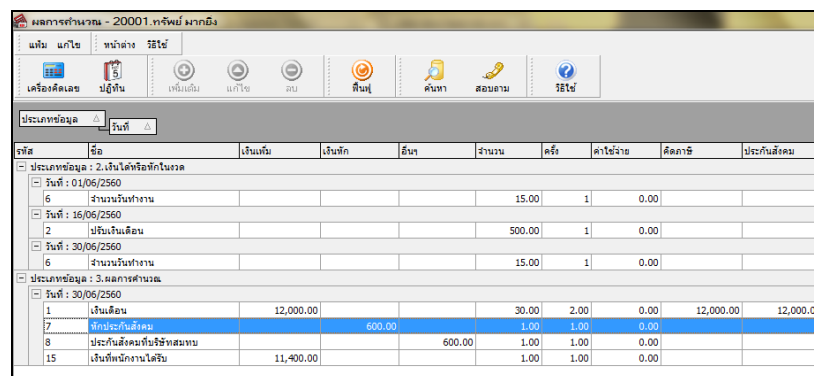 ผลการคำนวณ - 20001.ทรัพย์ ผากยิง
แฟ้ม แก้ไข หน้าต่าง วิธีใช้
เครื่องคิดเลข ปฏิทิน เพิ่มเติม แก้ไข ลบ ฟื้นฟู ค้นหา สอบถาม วิธีใช้
ประเภทข้อมูล วันที่
รหัส ชื่อ เงินเพิ่ม เงินหัก อื่นๆ จำนวน ครั้ง ค่าใช้จ่าย คิดภาษี ประกันสังคม
ประเภทข้อมูล : 2.เงินได้หรือหักในงวด
วันที่ : 01/06/2560
6 จำนวนวันทำงาน 15.00 1 0.00
วันที่ : 16/06/2560
2 ปรับเงินเดือน 500.00 1 0.00
วันที่ : 30/06/2560
6 จำนวนวันทำงาน 15.00 1 0.00
ประเภทข้อมูล : 3.ผลการคำนวณ
วันที่ : 30/06/2560
1 เงินเดือน 12,000.00 30.00 2.00 0.00 12,000.00 12,000.0
7 หักประกันสังคม 600.00 1.00 1.00 0.00
8 ประกันสังคมที่บริษัทสมทบ 600.00 1.00 1.00 0.00
15 เงินที่พนักงานได้รับ 11,400.00 1.00 1.00 0.00